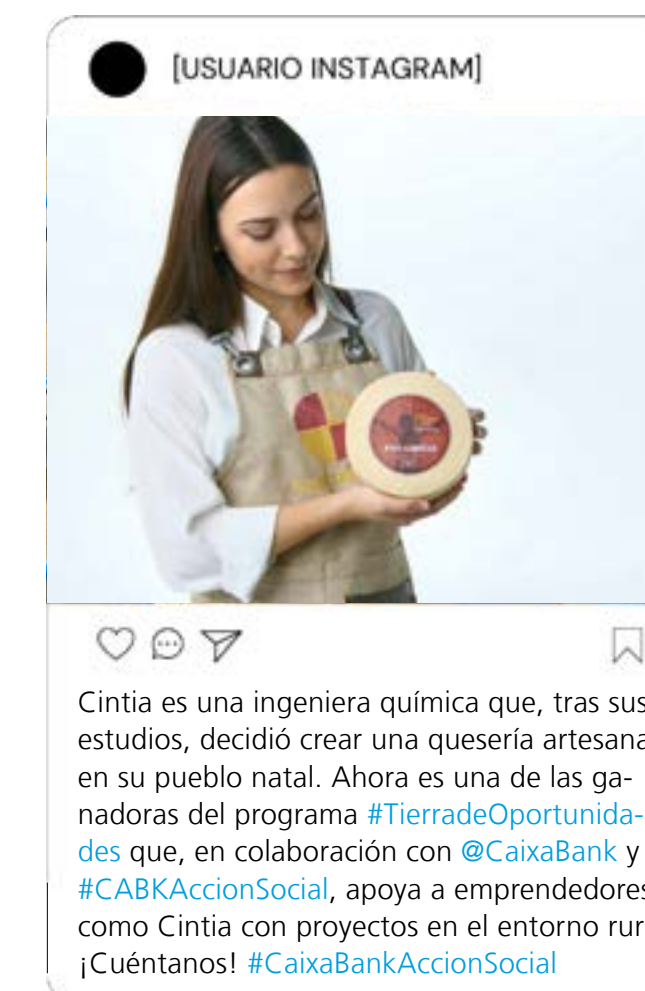 [USUARIO INSTAGRAM]
Cintia es una ingeniera química que, tras sus
estudios, decidió crear una quesería artesana
en su pueblo natal. Ahora es una de las ga-
nadoras del programa #TierradeOportunida-
des que, en colaboración con @CaixaBank y
#CABKAccionSocial, apoya a emprendedores
como Cintia con proyectos en el entorno rur
¡Cuéntanos! #CaixaBankAccionSocial